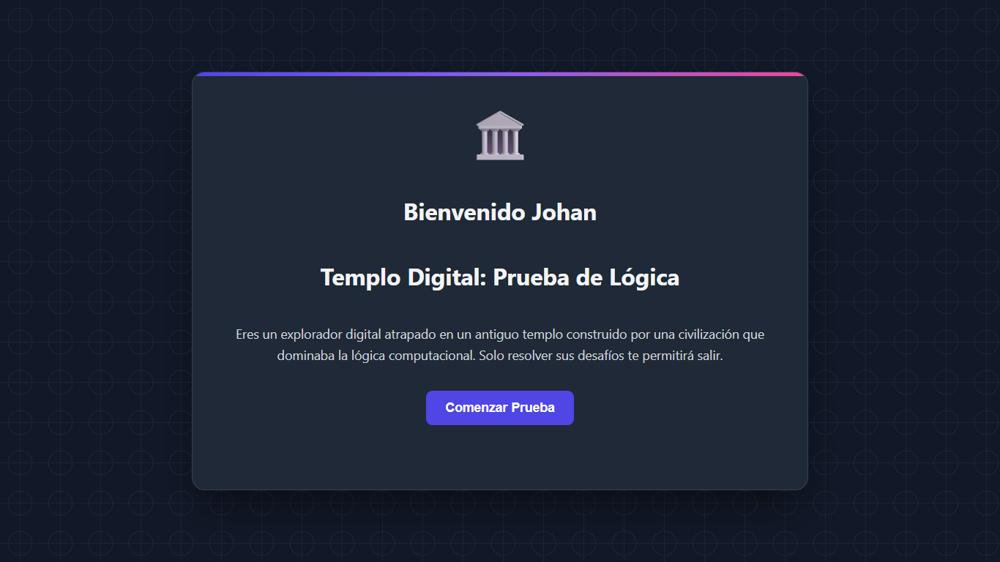 Bienvenido Johan
Templo Digital: Prueba de Lógica
Eres un explorador digital atrapado en un antiguo templo construido por una civilización que
dominaba la lógica computacional. Solo resolver sus desafíos te permitirá salir.
Comenzar Prueba